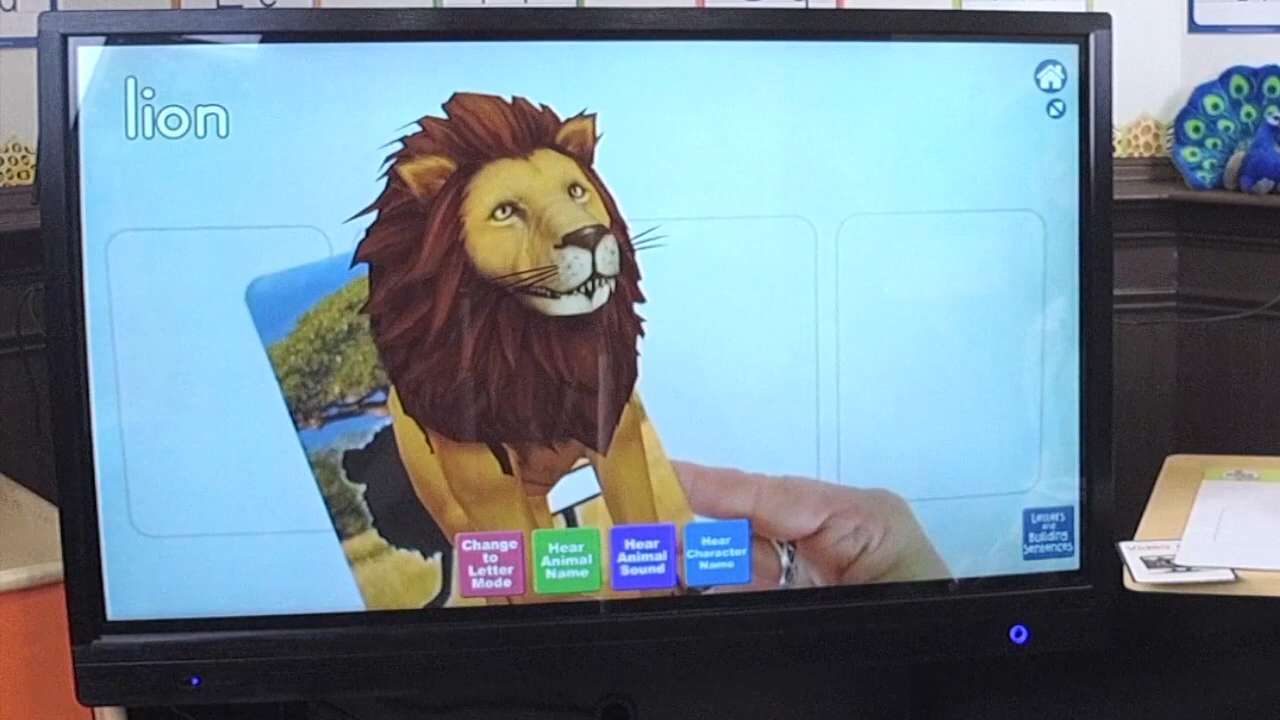 lion
Change
to
Letter
Mode
Hear
Animal
Name
Hear
Animal
Sound
Hear
Character
Name
Letters
and
Building
Sentences